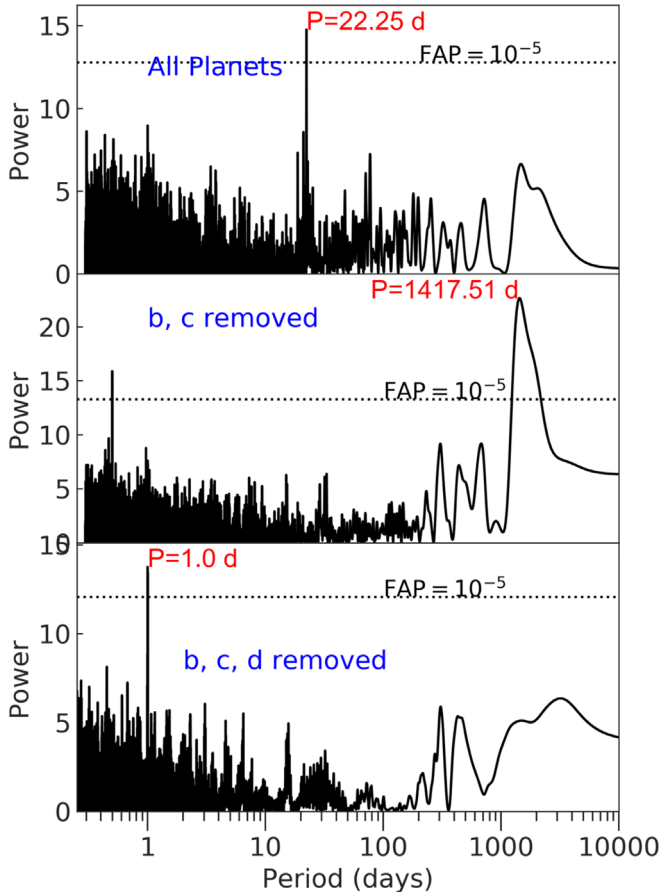 P=22.25 d
FAP = 10⁻⁵
All Planets
15
10
5
0
Power
P=1417.51 d
b, c removed
FAP = 10⁻⁵
20
15
10
5
0
Power
P=1.0 d
FAP = 10⁻⁵
b, c, d removed
15
10
5
0
Power
1 10 100 1000 10000
Period (days)